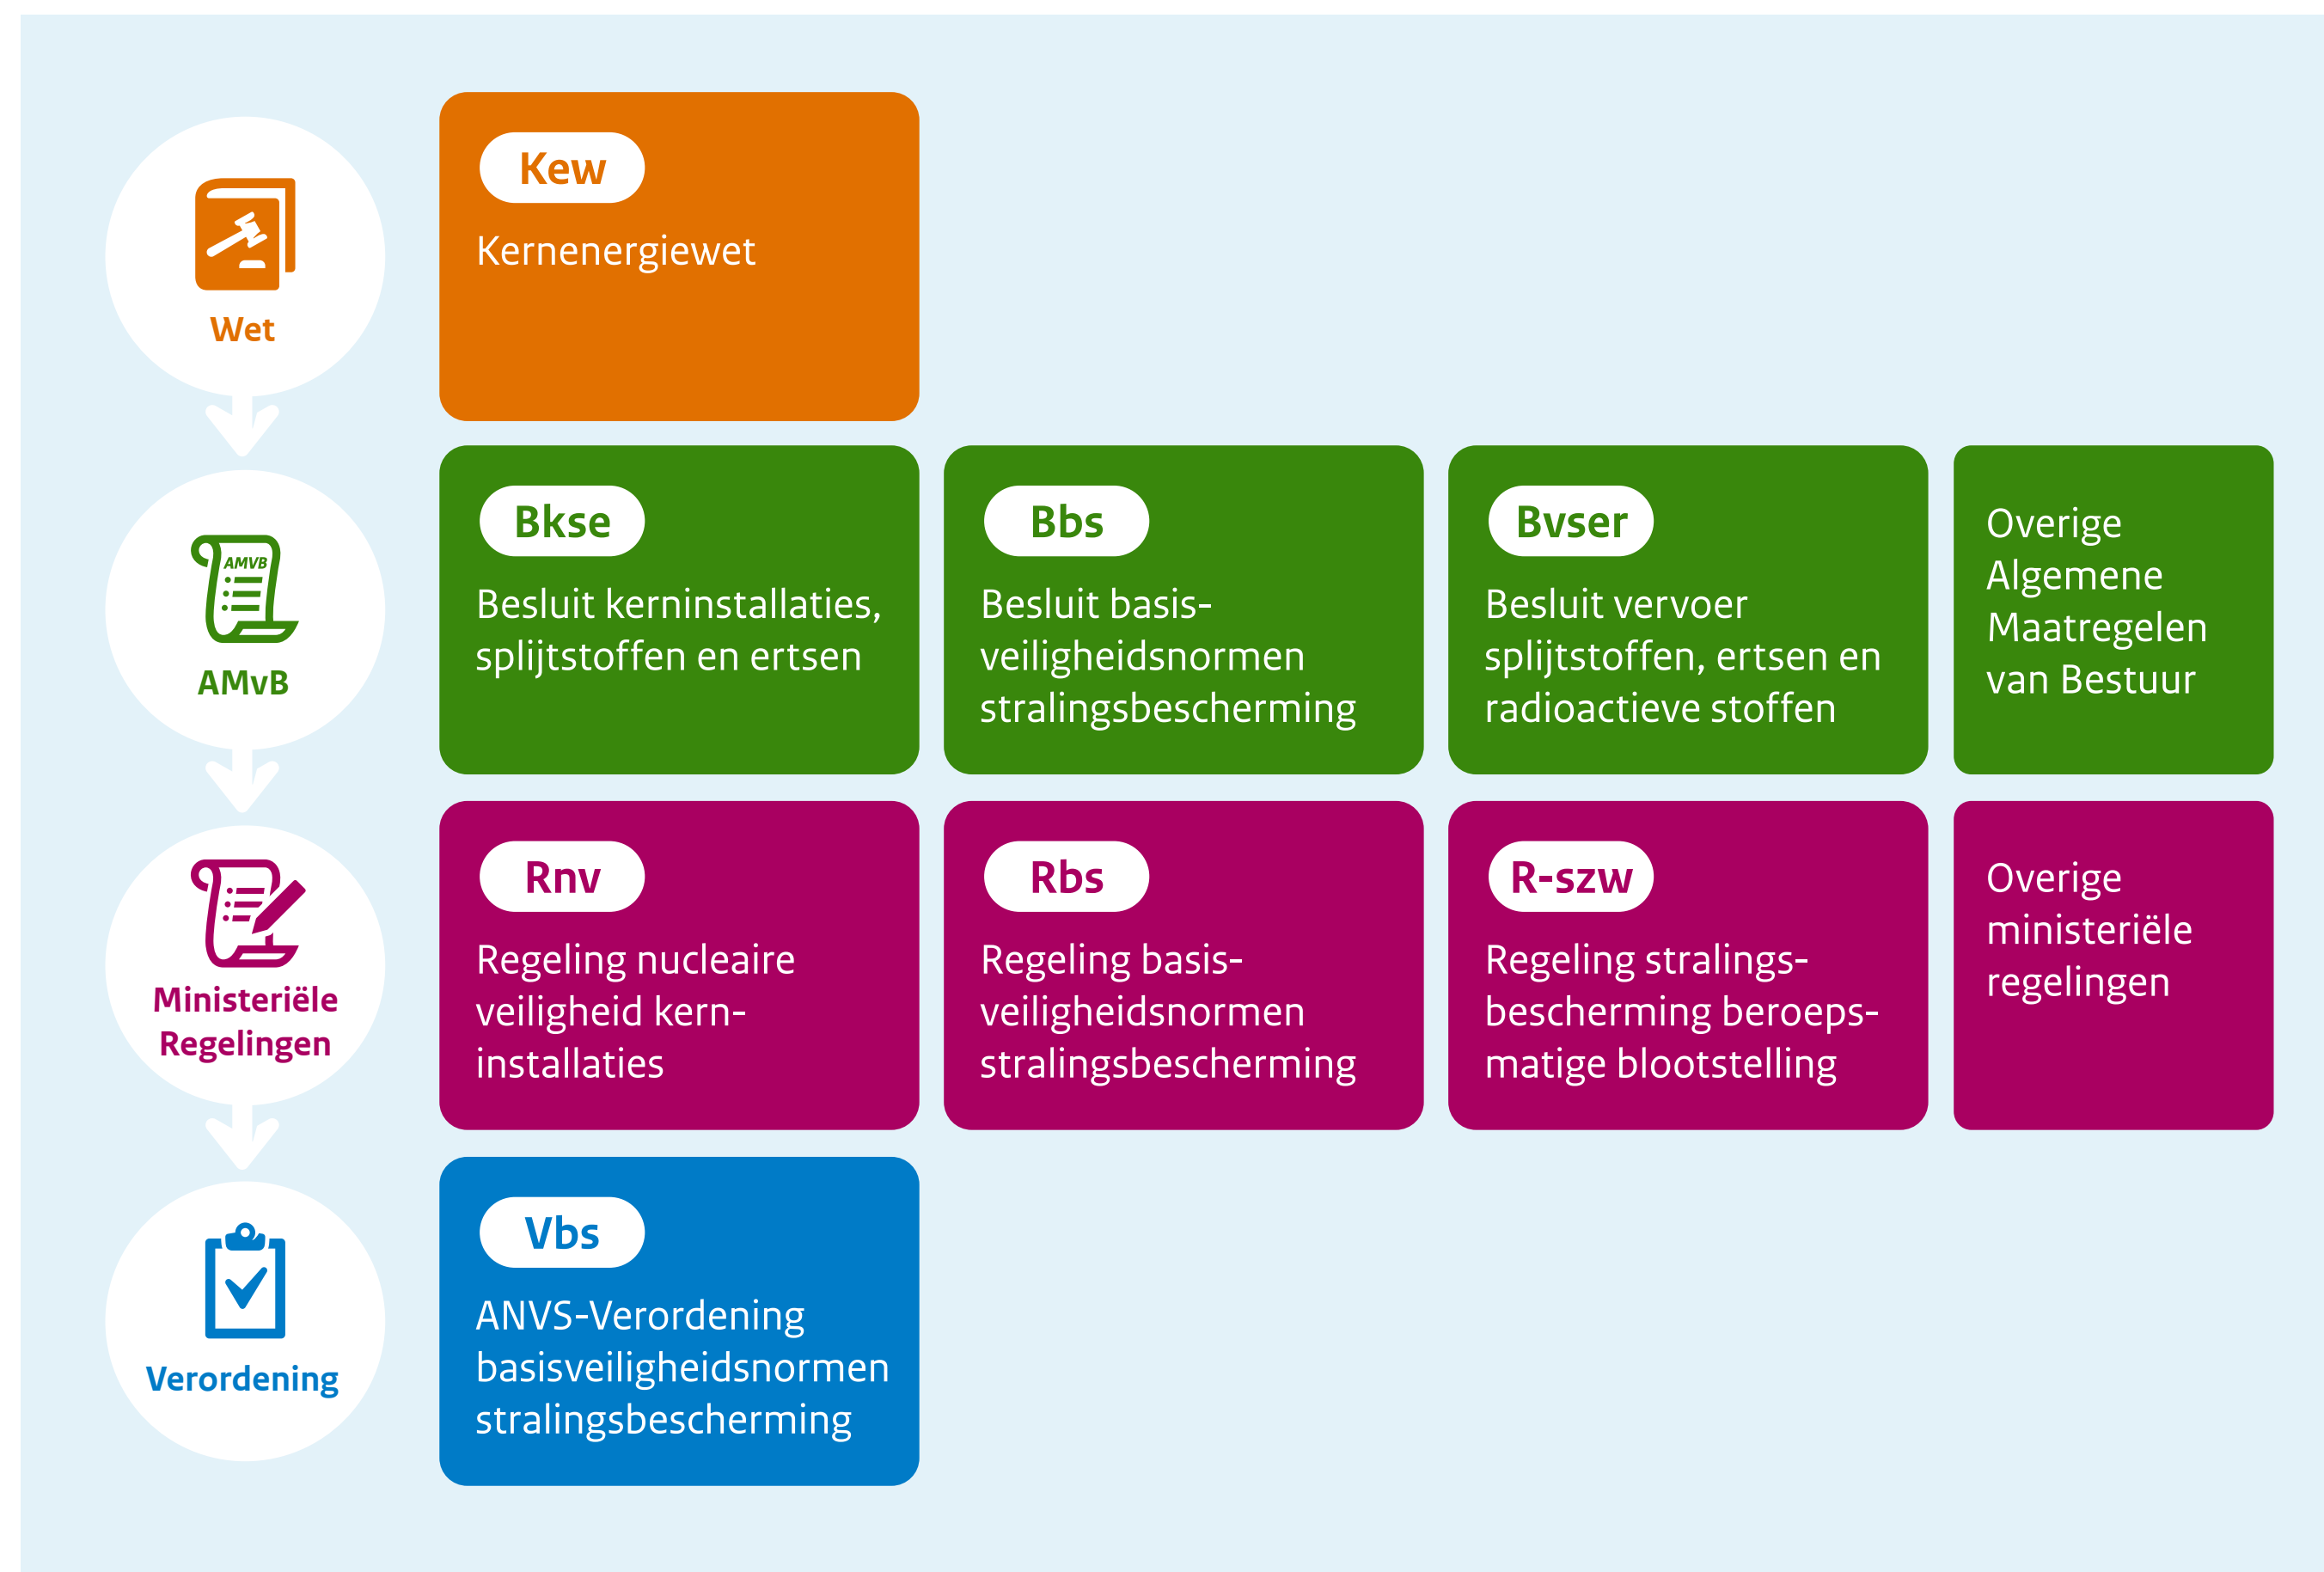 Wet
Kew
Kernenergiewet
AMVB
AMvB
Bkse
Besluit kerninstallaties,
splijtstoffen en ertsen
Bbs
Besluit basis-
veiligheidsnormen
stralingsbescherming
Bvser
Besluit vervoer
splijtstoffen, ertsen en
radioactieve stoffen
Overige
Algemene
Maatregelen
van Bestuur
Ministeriële
Regelingen
Rnv
Regeling nucleaire
veiligheid kern-
installaties
Rbs
Regeling basis-
veiligheidsnormen
stralingsbescherming
R-szw
Regeling stralings-
bescherming beroeps-
matige blootstelling
Overige
ministeriële
regelingen
Verordening
Vbs
ANVS-Verordening
basisveiligheidsnormen
stralingsbescherming